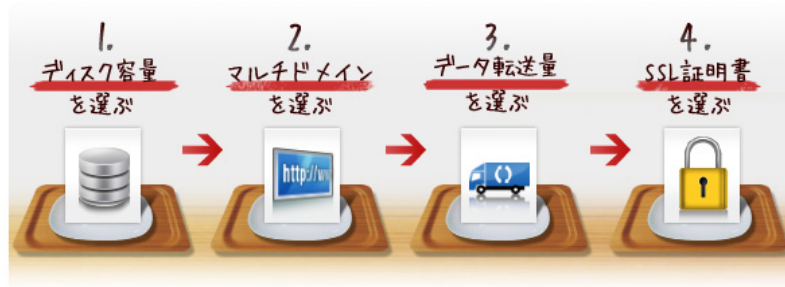 1.
ディスク容量
を選ぶ
2.
マルチドメイン
を選ぶ
3.
データ転送量
を選ぶ
4.
SSL証明書
を選ぶ
http://ww